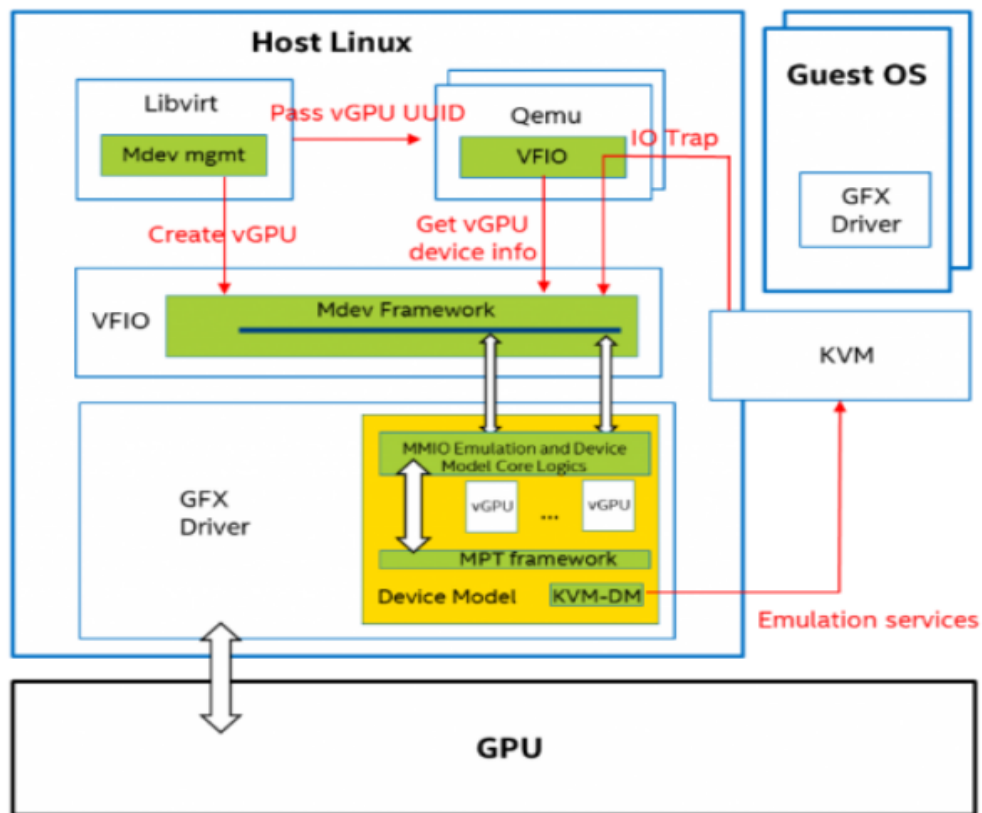 Host Linux
Guest OS
Libvirt
Pass vGPU UUID
Qemu
IO Trap
Mdev mgmt
VFIO
GFX
Driver
Create vGPU
Get vGPU
device info
VFIO
Mdev Framework
KVM
MMIO Emulation and Device
Model Core Logics
GFX
Driver
vGPU
...
vGPU
MPT framework
Device Model
KVM-DM
Emulation services
GPU